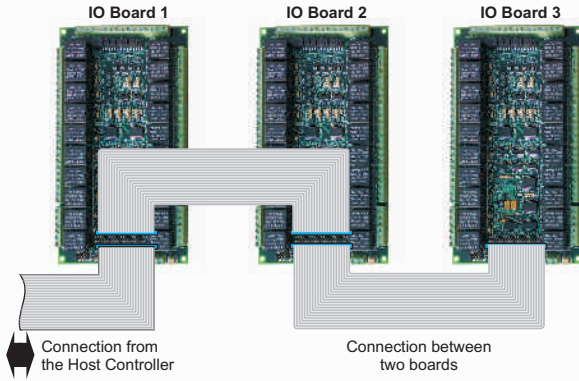 IO Board 1
IO Board 2
IO Board 3
Connection from
the Host Controller
Connection between
two boards